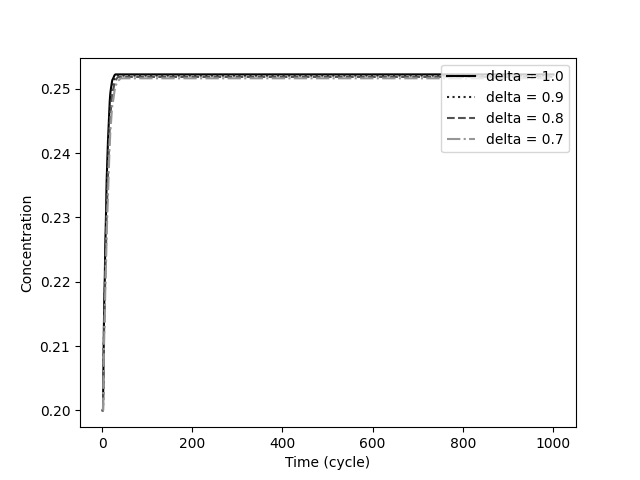 0.25
0.24
0.23
0.22
0.21
0.20
Concentration
0
200
400
600
800
1000
Time (cycle)
delta = 1.0
delta = 0.9
delta = 0.8
delta = 0.7